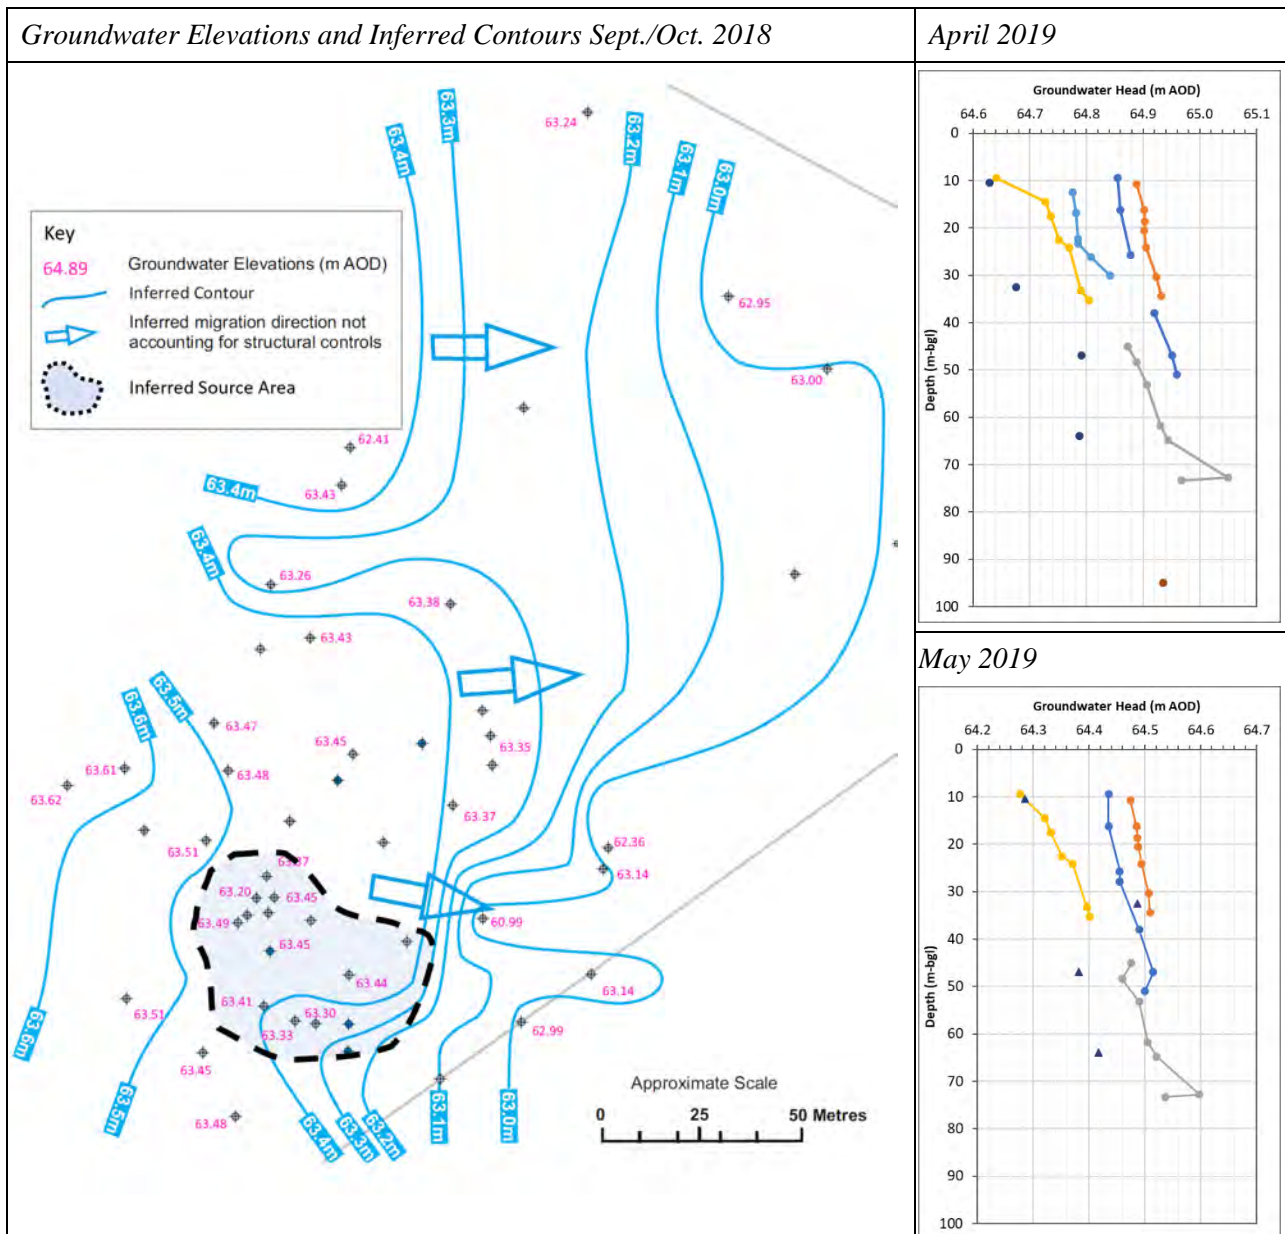 Groundwater Elevations and Inferred Contours Sept./Oct. 2018
April 2019
63.4m
63.3m
63.24
63.2m
63.1m
63.0m
Key
64.89 Groundwater Elevations (m AOD)
Inferred Contour
Inferred migration direction not
accounting for structural controls
Inferred Source Area
62.95
63.00
62.41
63.43
63.4m
63.4m
63.26
63.38
63.43
63.5m
63.6m
63.47
63.45
63.35
63.61
63.48
63.62
63.37
63.51
62.36
63.14
63.20
63.45
63.49
60.99
63.45
63.44
63.14
63.51
63.41
63.33
63.30
62.99
63.6m
63.45
63.5m
63.48
63.4m
63.3m
63.2m
63.1m
63.0m
Approximate Scale
0 25 50 Metres
Groundwater Head (m AOD)
64.6 64.7 64.8 64.9 65.0 65.1
Depth (m-bgl)
0
10
20
30
40
50
60
70
80
90
100
May 2019
Groundwater Head (m AOD)
64.2 64.3 64.4 64.5 64.6 64.7
Depth (m-bgl)
0
10
20
30
40
50
60
70
80
90
100